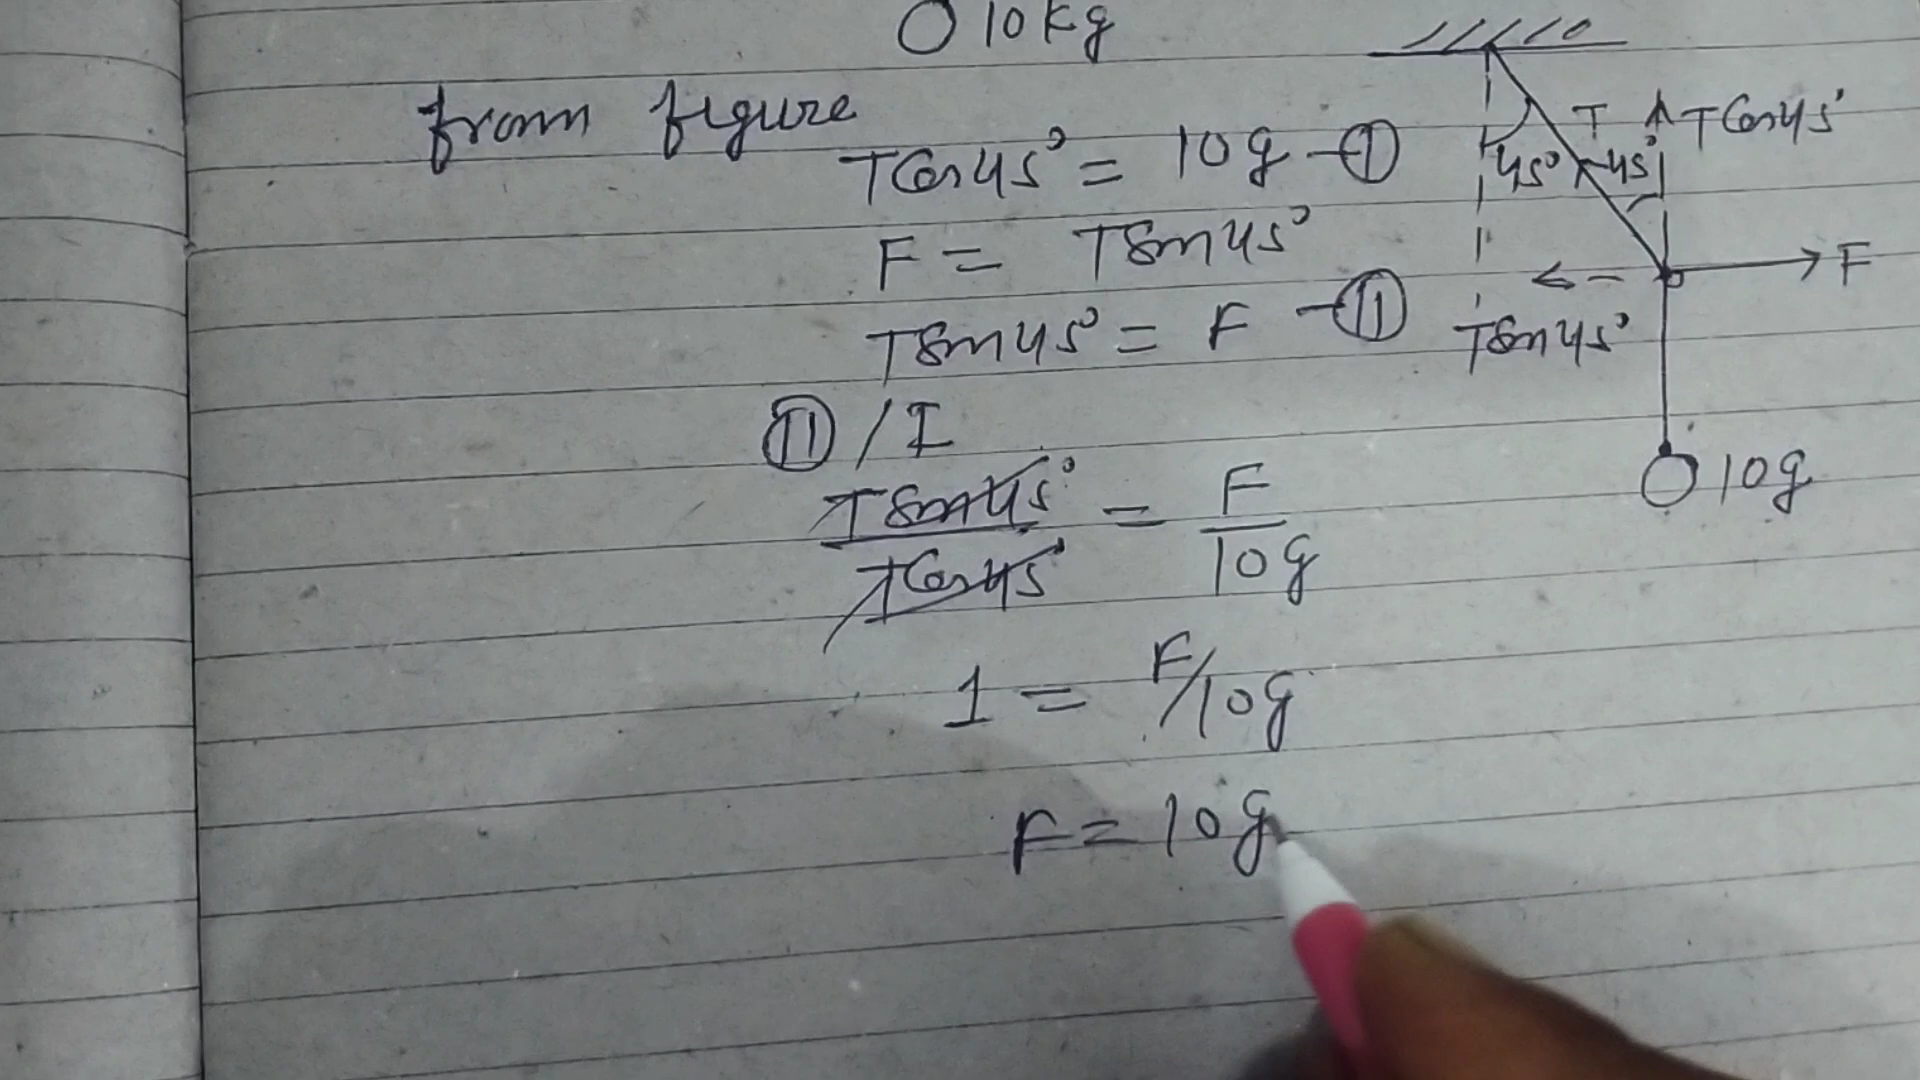 10 kg
from figure
T Cos 45° = 10g - I
F = T Sin 45°
T Sin 45° = F - II
II / I
T Sin 45° / T Cos 45° = F / 10g
1 = F/10g
F = 10g
T
T Cos 45°
45°
45°
F
T Sin 45°
10g